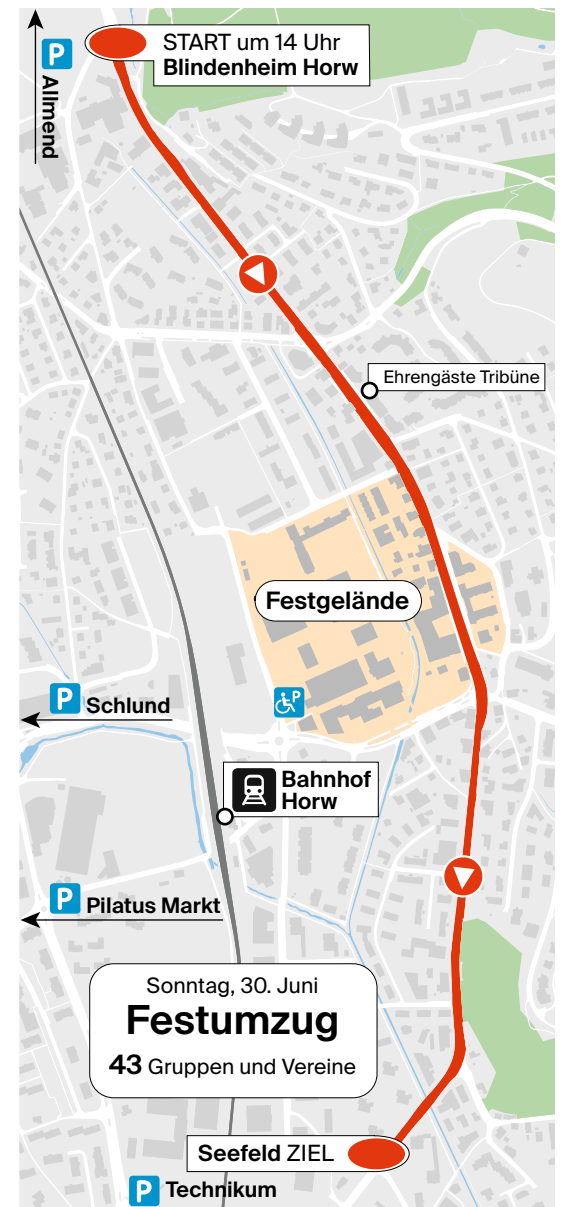 START um 14 Uhr
Blindenheim Horw
P
Allmend
Ehrengäste Tribüne
Festgelände
P
P
Schlund
Bahnhof
Horw
P
Pilatus Markt
Sonntag, 30. Juni
Festumzug
43 Gruppen und Vereine
Seefeld ZIEL
P
Technikum